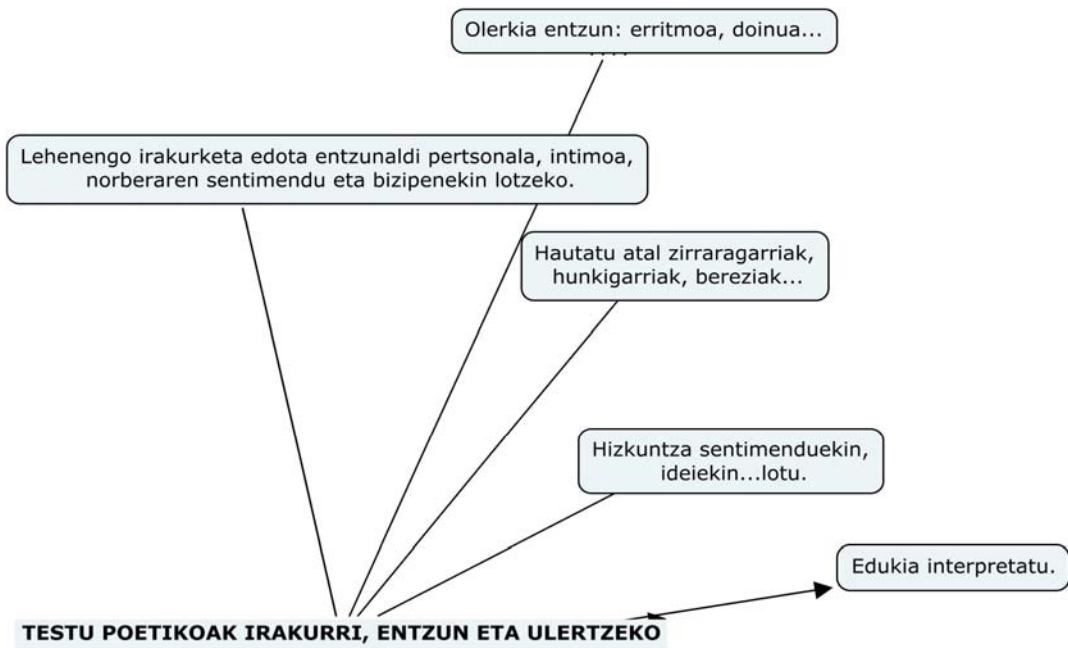 Olerkia entzun: erritmoa, doinua...
Lehenengo irakurketa edota entzunaldi pertsonala, intimoa,
norberaren sentimendu eta bizipenekin lotzeko.
Hautatu atal zirraragarriak,
hunkigarriak, bereziak...
Hizkuntza sentimenduekin,
ideiekin...lotu.
Edukia interpretatu.
TESTU POETIKOAK IRAKURRI, ENTZUN ETA ULERTZEKO